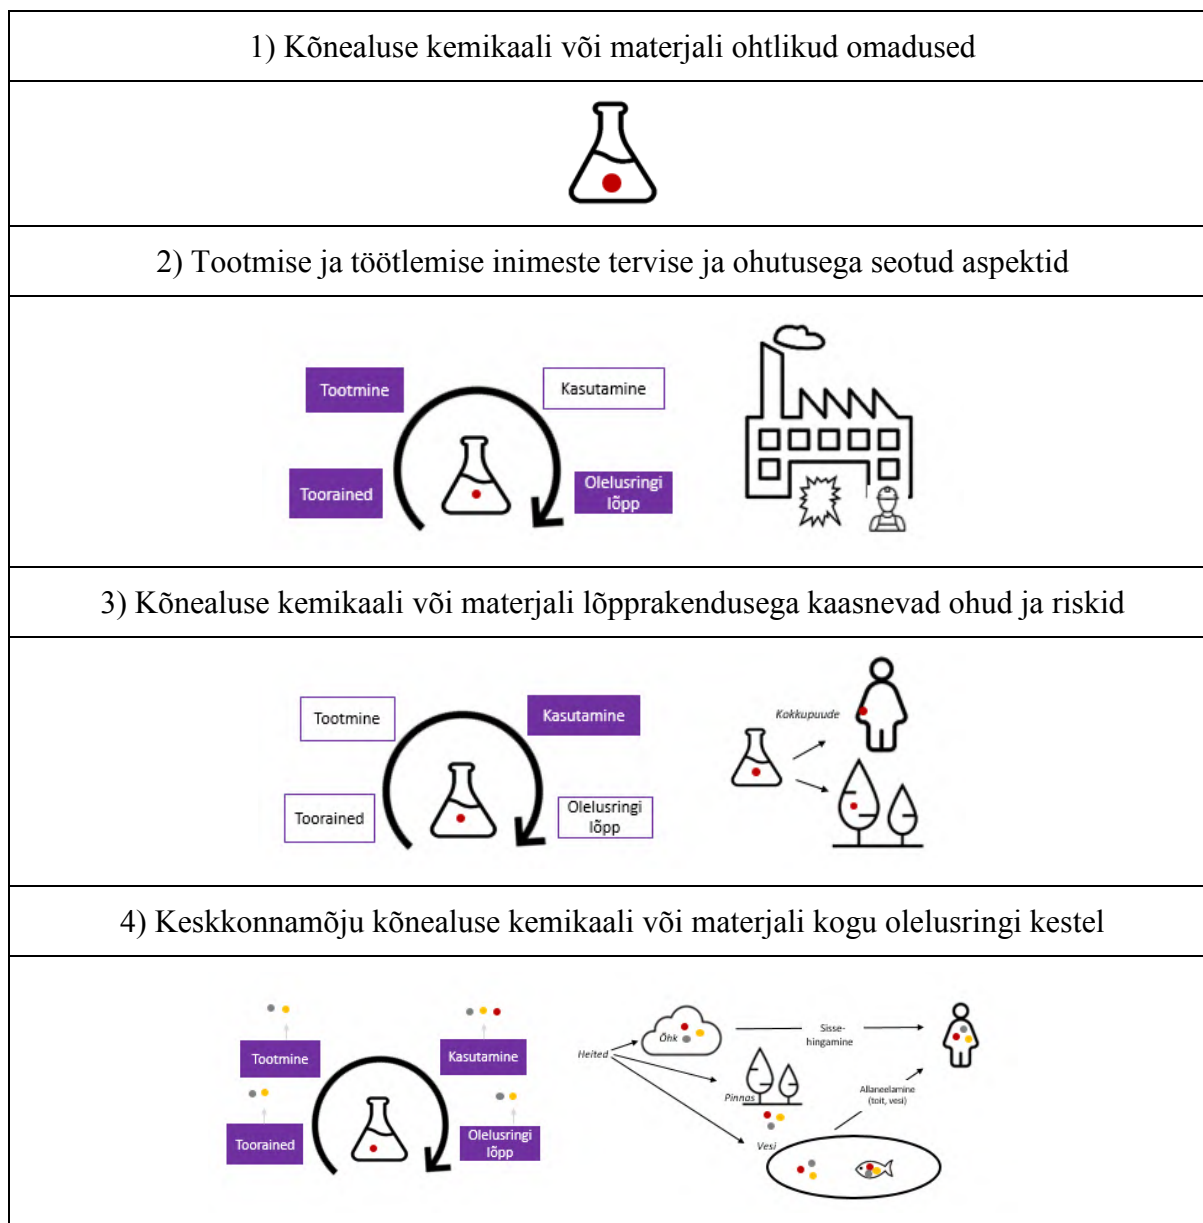 1) Kõnealuse kemikaali või materjali ohtlikud omadused
2) Tootmise ja töötlemise inimeste tervise ja ohutusega seotud aspektid
Tootmine
Kasutamine
Toorained
Olelusringi
lõpp
3) Kõnealuse kemikaali või materjali lõpprakendusega kaasnevad ohud ja riskid
Tootmine
Kasutamine
Toorained
Olelusringi
lõpp
Kokkupuude
4) Keskkonnamõju kõnealuse kemikaali või materjali kogu olelusringi kestel
Tootmine
Kasutamine
Toorained
Olelusringi
lõpp
Heited
Õhk
Pinnas
Vesi
Sisse-
hingamine
Allaneelamine
(toit, vesi)